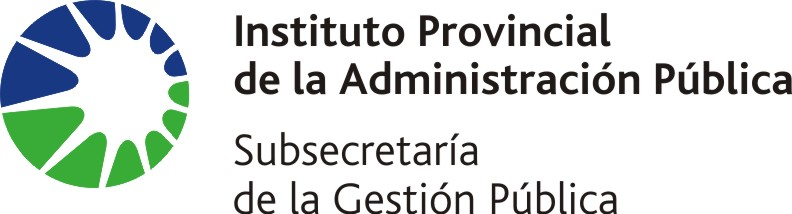 Instituto Provincial
de la Administración Pública
Subsecretaría
de la Gestión Pública